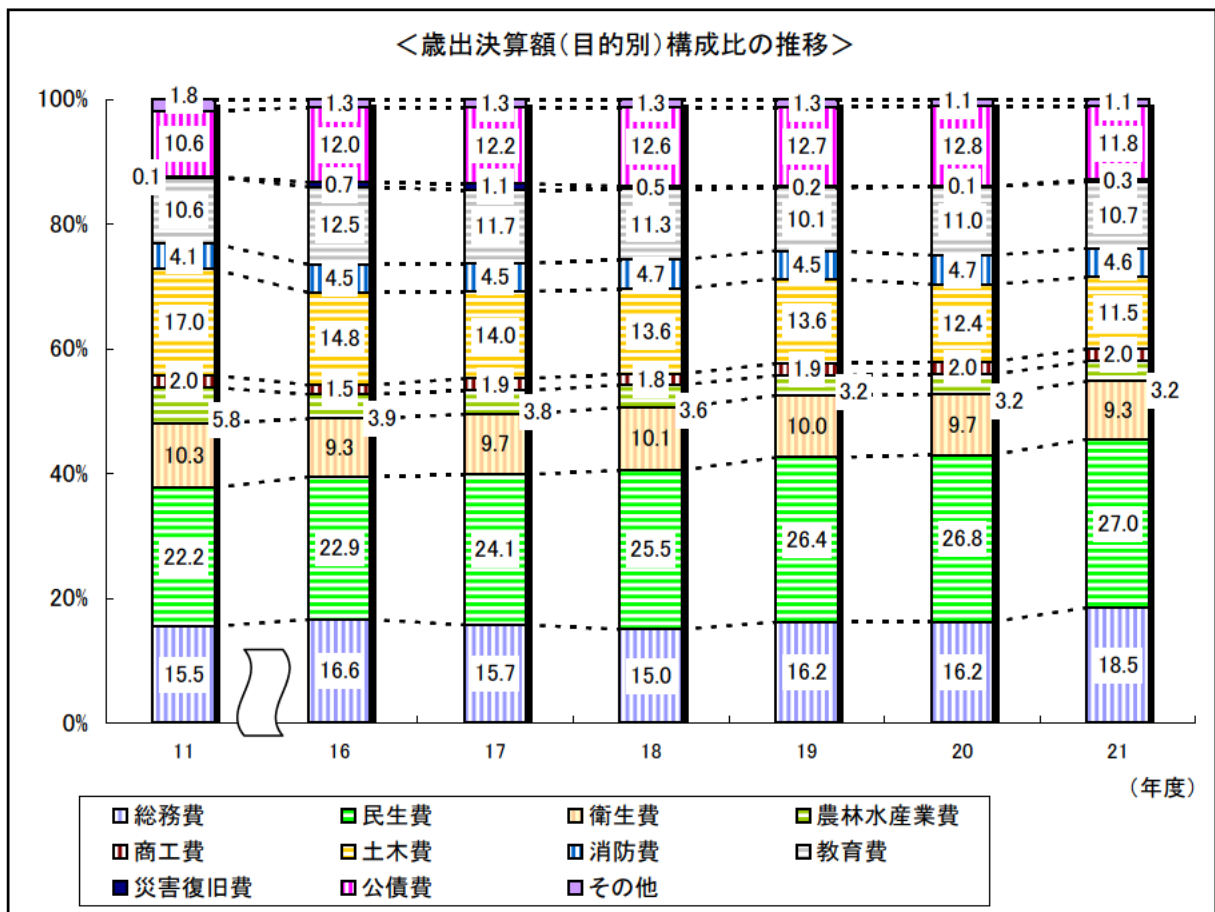 ＜歳出決算額(目的別)構成比の推移＞
100%
80%
60%
40%
20%
0%
1.8 1.3 1.3 1.3 1.3 1.1 1.1
10.6 12.0 12.2 12.6 12.7 12.8 11.8
0.1 0.7 1.1 0.5 0.2 0.1 0.3
10.6 12.5 11.7 11.3 10.1 11.0 10.7
4.1 4.5 4.5 4.7 4.5 4.7 4.6
17.0 14.8 14.0 13.6 13.6 12.4 11.5
2.0 1.5 1.9 1.8 1.9 2.0 2.0
5.8 3.9 3.8 3.6 3.2 3.2 3.2
10.3 9.3 9.7 10.1 10.0 9.7 9.3
22.2 22.9 24.1 25.5 26.4 26.8 27.0
15.5 16.6 15.7 15.0 16.2 16.2 18.5
11 16 17 18 19 20 21
(年度)
総務費 民生費 衛生費 農林水産業費
商工費 土木費 消防費 教育費
災害復旧費 公債費 その他